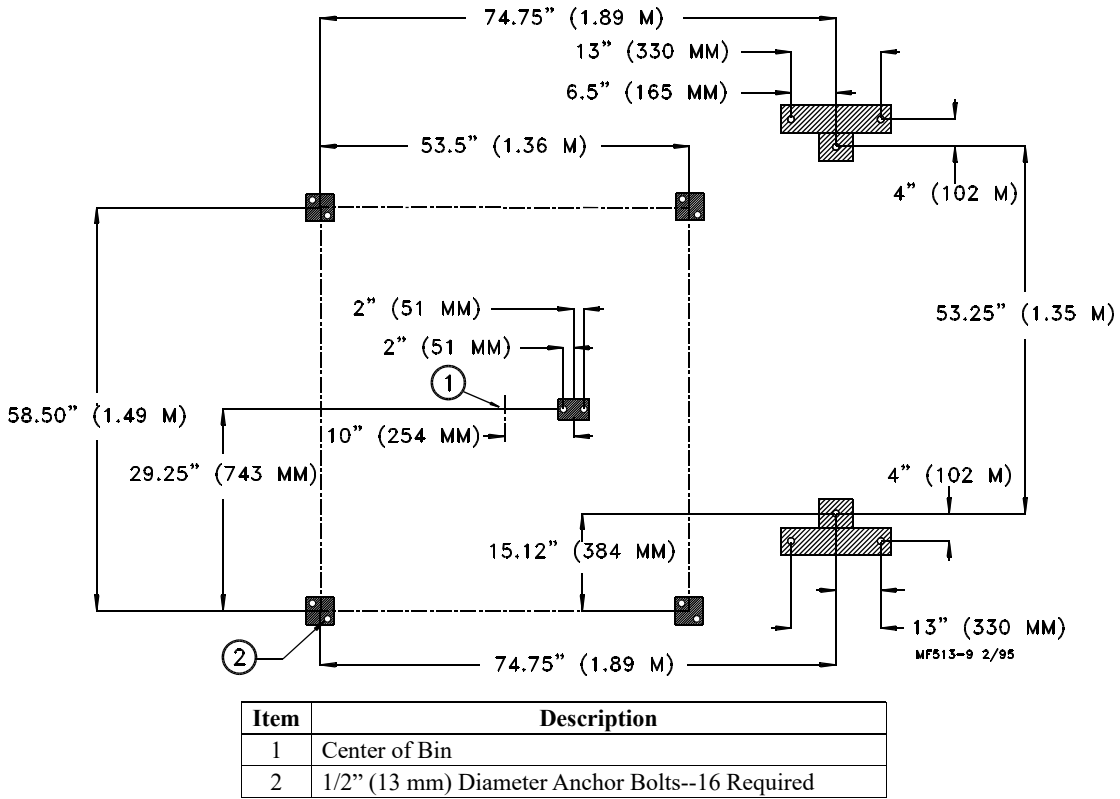 74.75” (1.89 M)
13” (330 MM)
6.5” (165 MM)
53.5” (1.36 M)
4” (102 M)
2” (51 MM)
53.25” (1.35 M)
2” (51 MM)
1
58.50” (1.49 M)
10” (254 MM)
29.25” (743 MM)
4” (102 M)
15.12” (384 MM)
13” (330 MM)
MF513-9 2/95
2
74.75” (1.89 M)
Item Description
1 Center of Bin
2 1/2” (13 mm) Diameter Anchor Bolts--16 Required